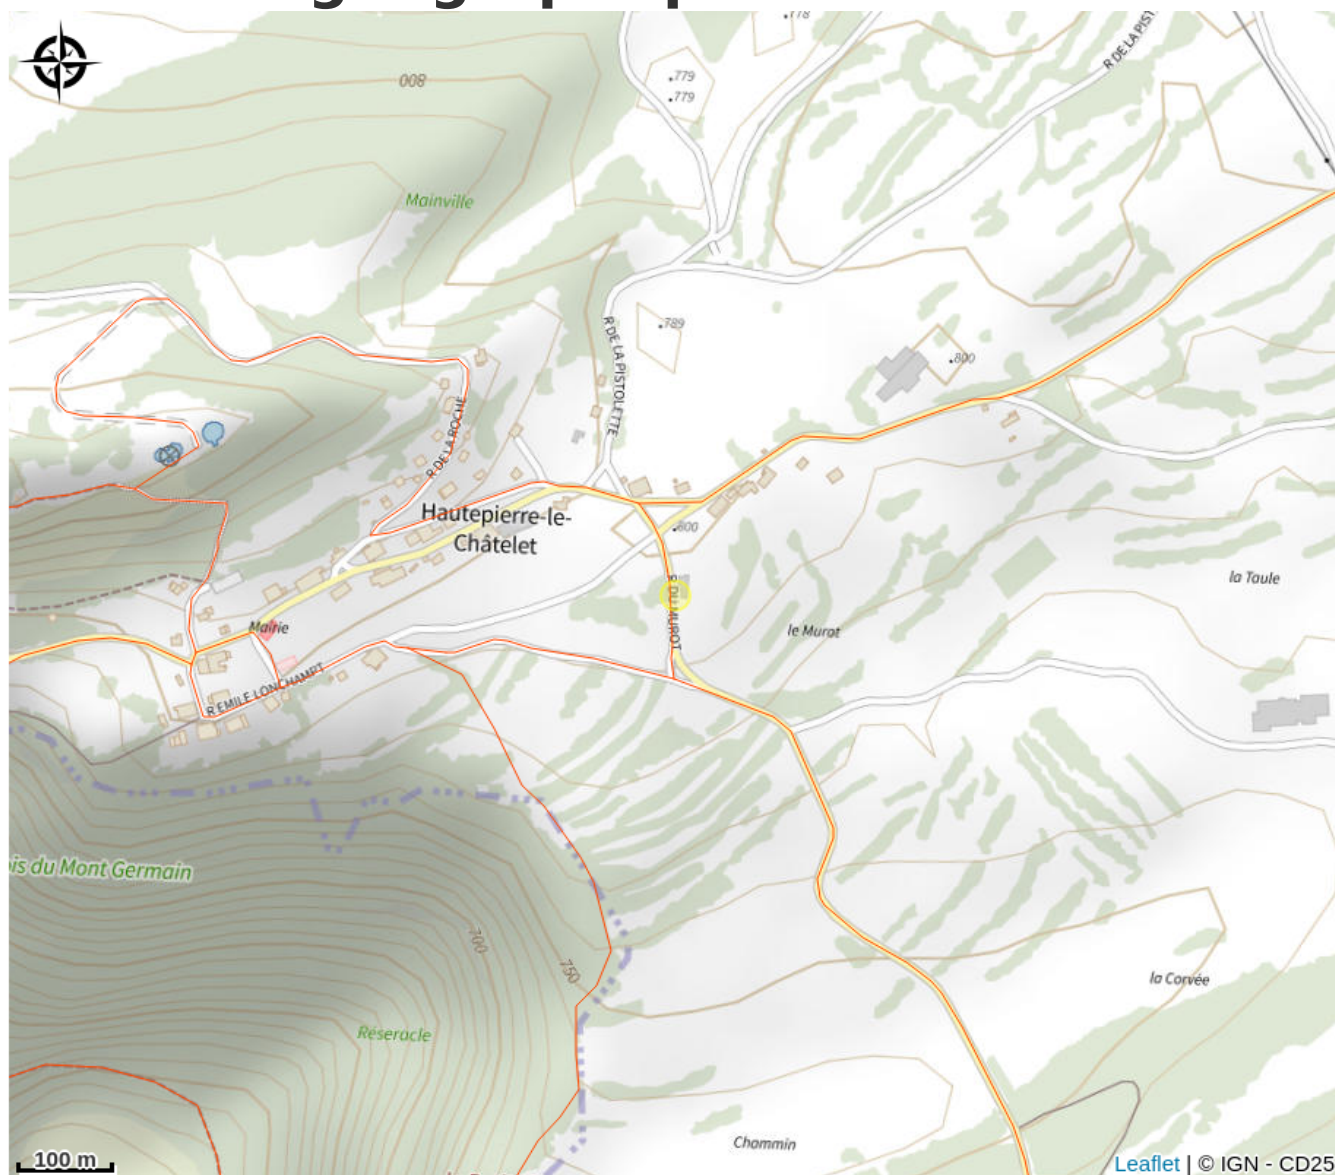 778
R DE LA PIST
779
779
800
Mainville
789
R DE LA PISTOLETTE
800
R DE LA ROCHE
Hautepierre-le-
Châtelet
800
la Taule
R DU MUROT
le Murot
Mairie
R EMILE LONCHAMPT
is du Mont Germain
700
750
la Corvée
Réseracle
Chammin
100 m
Leaflet | © IGN - CD25